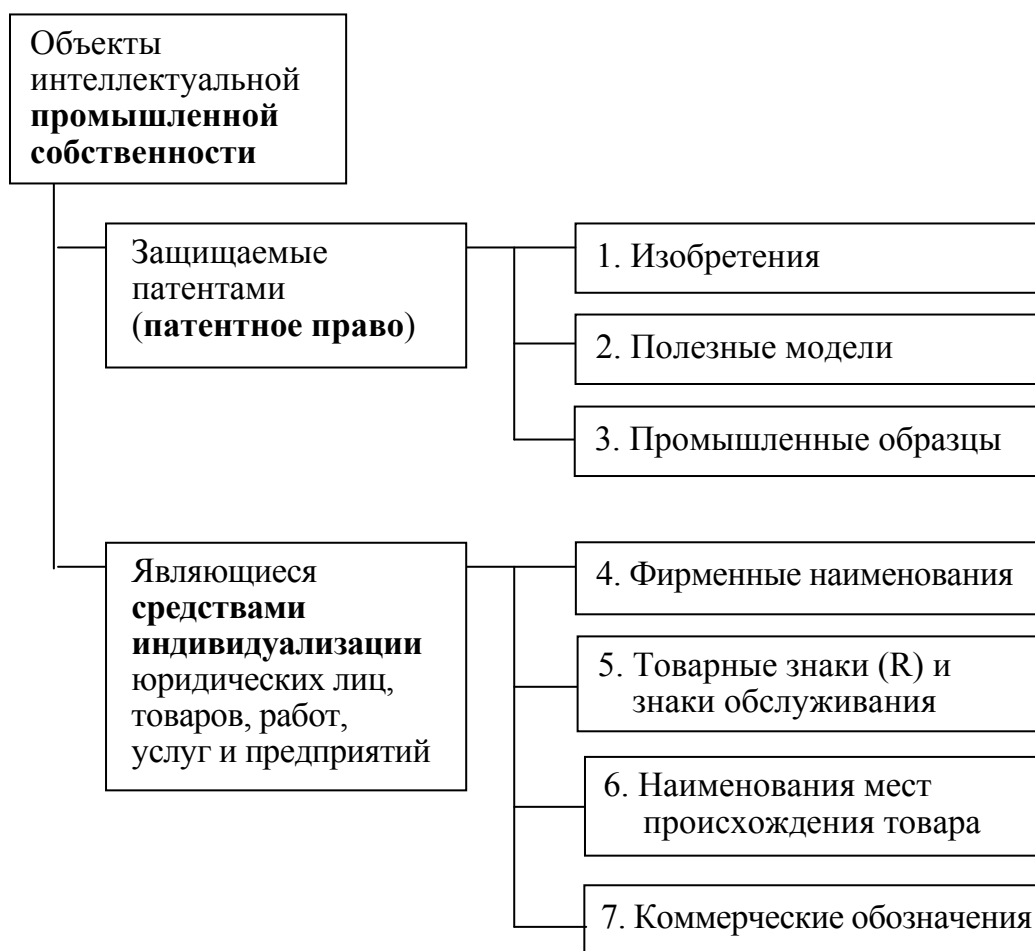 Объекты
интеллектуальной
промышленной
собственности
Защищаемые
патентами
(патентное право)
1. Изобретения
2. Полезные модели
3. Промышленные образцы
Являющиеся
средствами
индивидуализации
юридических лиц,
товаров, работ,
услуг и предприятий
4. Фирменные наименования
5. Товарные знаки (R) и
знаки обслуживания
6. Наименования мест
происхождения товара
7. Коммерческие обозначения